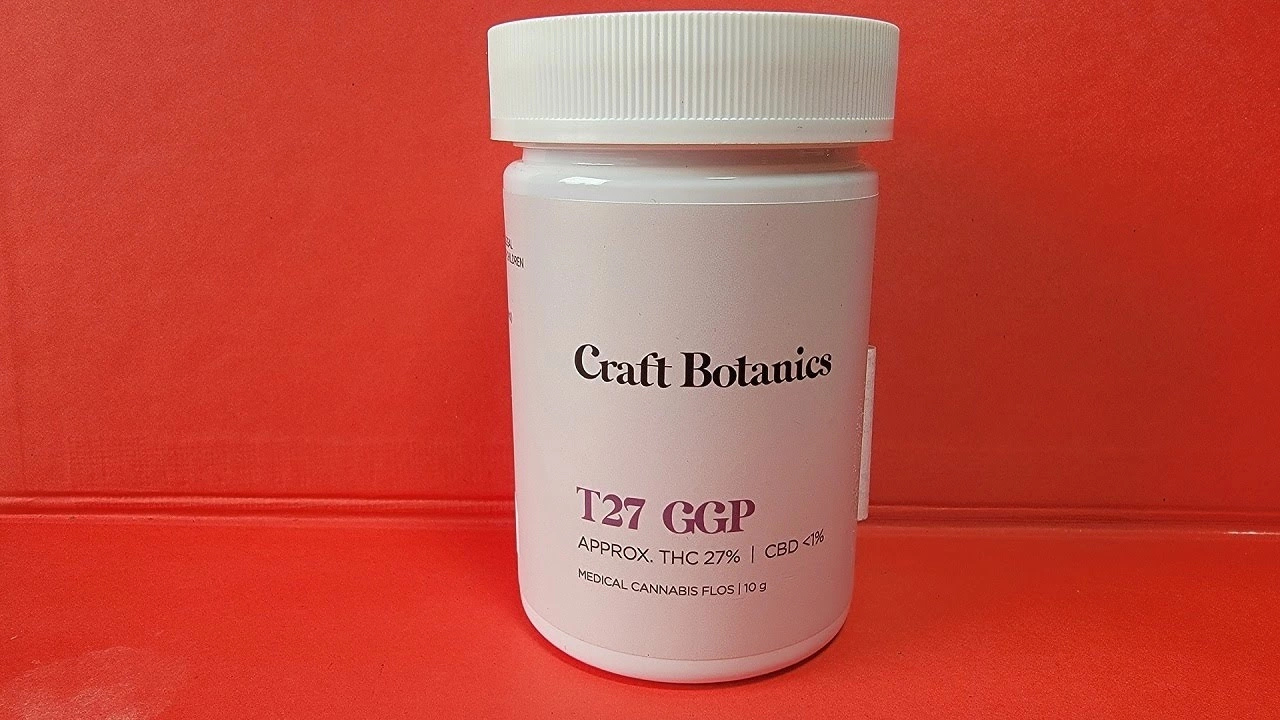 Craft Botanics
T27 GGP
APPROX. THC 27% | CBD <1%
MEDICAL CANNABIS FLOS | 10 g